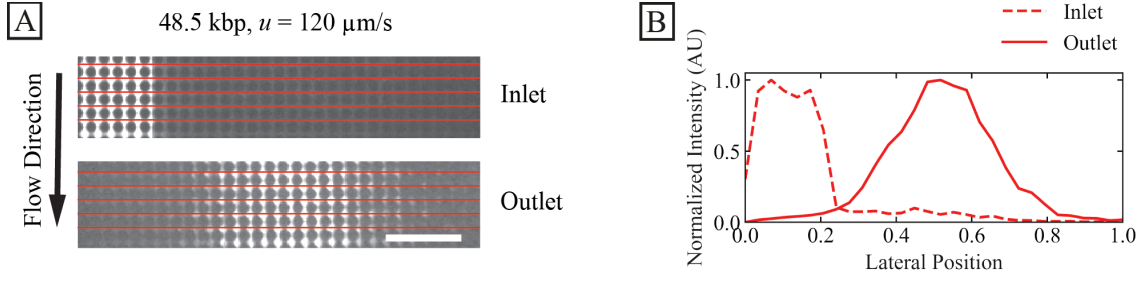 A
48.5 kbp, u = 120 µm/s
Flow Direction
Inlet
Outlet
B
Inlet
Outlet
Normalized Intensity (AU)
1.0
0.5
0.0
0.0 0.2 0.4 0.6 0.8 1.0
Lateral Position